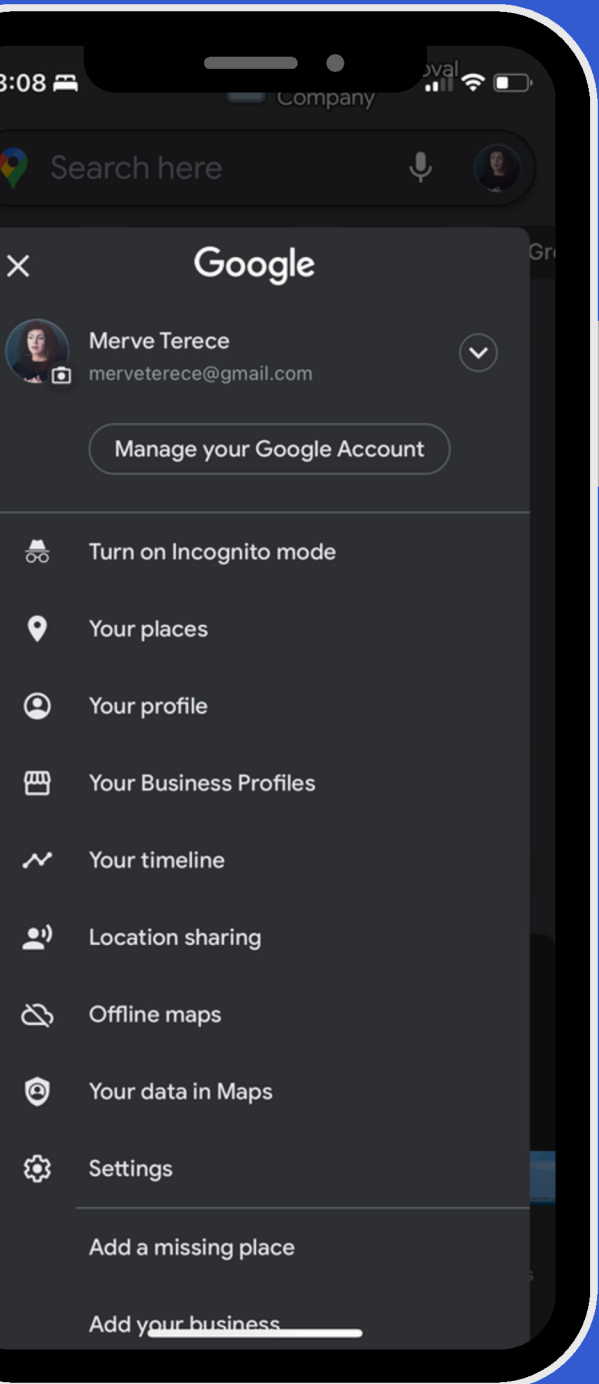 3:08
oval
Company
Search here
Gr
Google
Merve Terece
merveterece@gmail.com
Manage your Google Account
Turn on Incognito mode
Your places
Your profile
Your Business Profiles
Your timeline
Location sharing
Offline maps
Your data in Maps
Settings
Add a missing place
s
Add your business